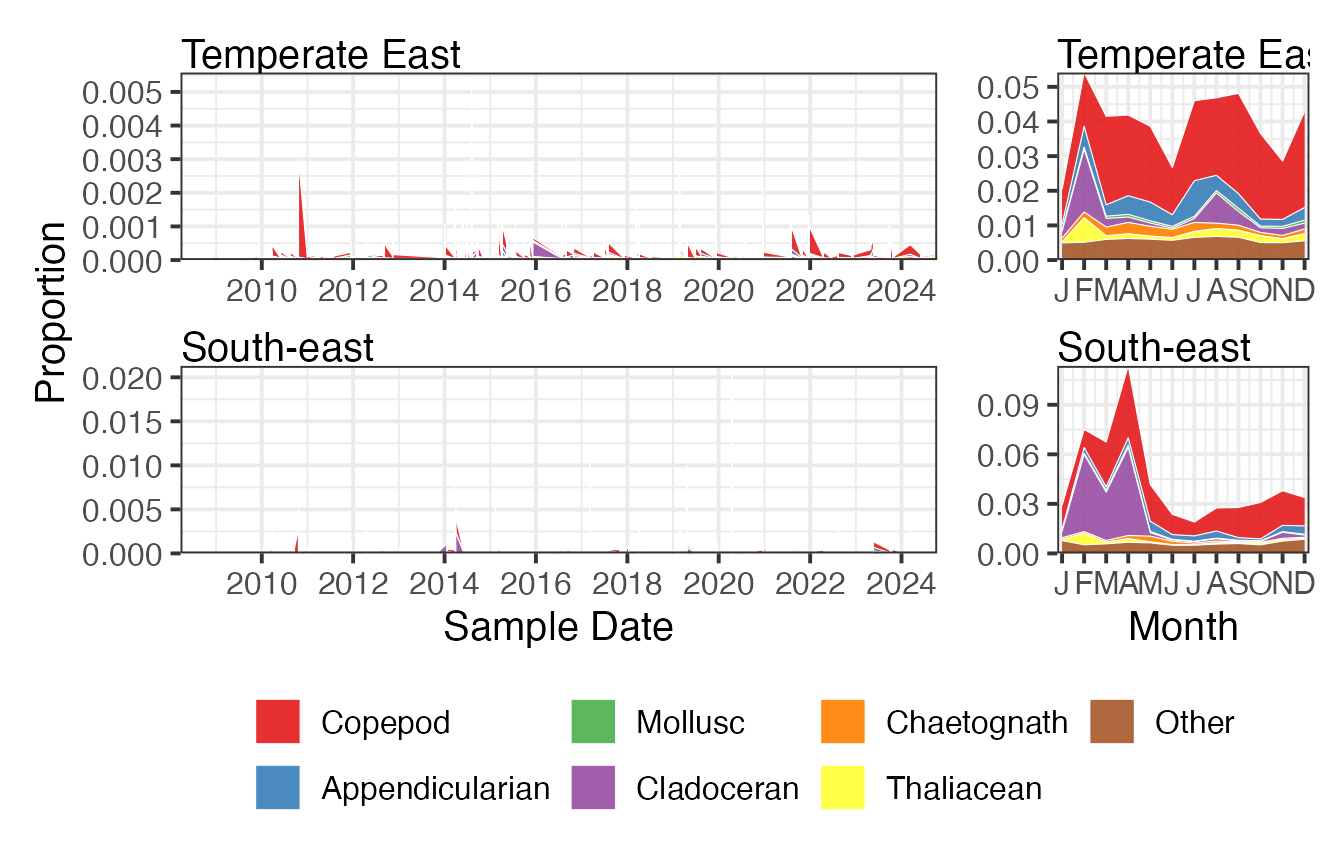 Temperate East
Temperate Eas
0.005
0.004
0.003
0.002
0.001
0.000
2010 2012 2014 2016 2018 2020 2022 2024
0.05
0.04
0.03
0.02
0.01
0.00
J F M A M J J A S O N D
Proportion
South-east
South-east
0.020
0.015
0.010
0.005
0.000
2010 2012 2014 2016 2018 2020 2022 2024
0.09
0.06
0.03
0.00
J F M A M J J A S O N D
Sample Date
Month
Copepod Mollusc Chaetognath Other
Appendicularian Cladoceran Thaliacean